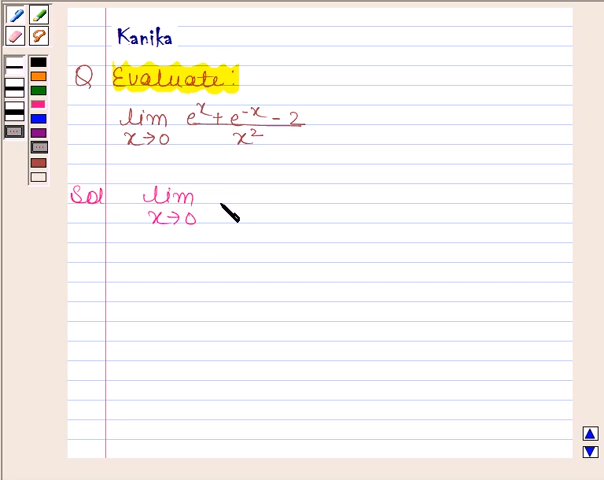 Kanika
Q Evaluate:
lim e^x + e^-x - 2
x→0 x^2
Sol lim
x→0